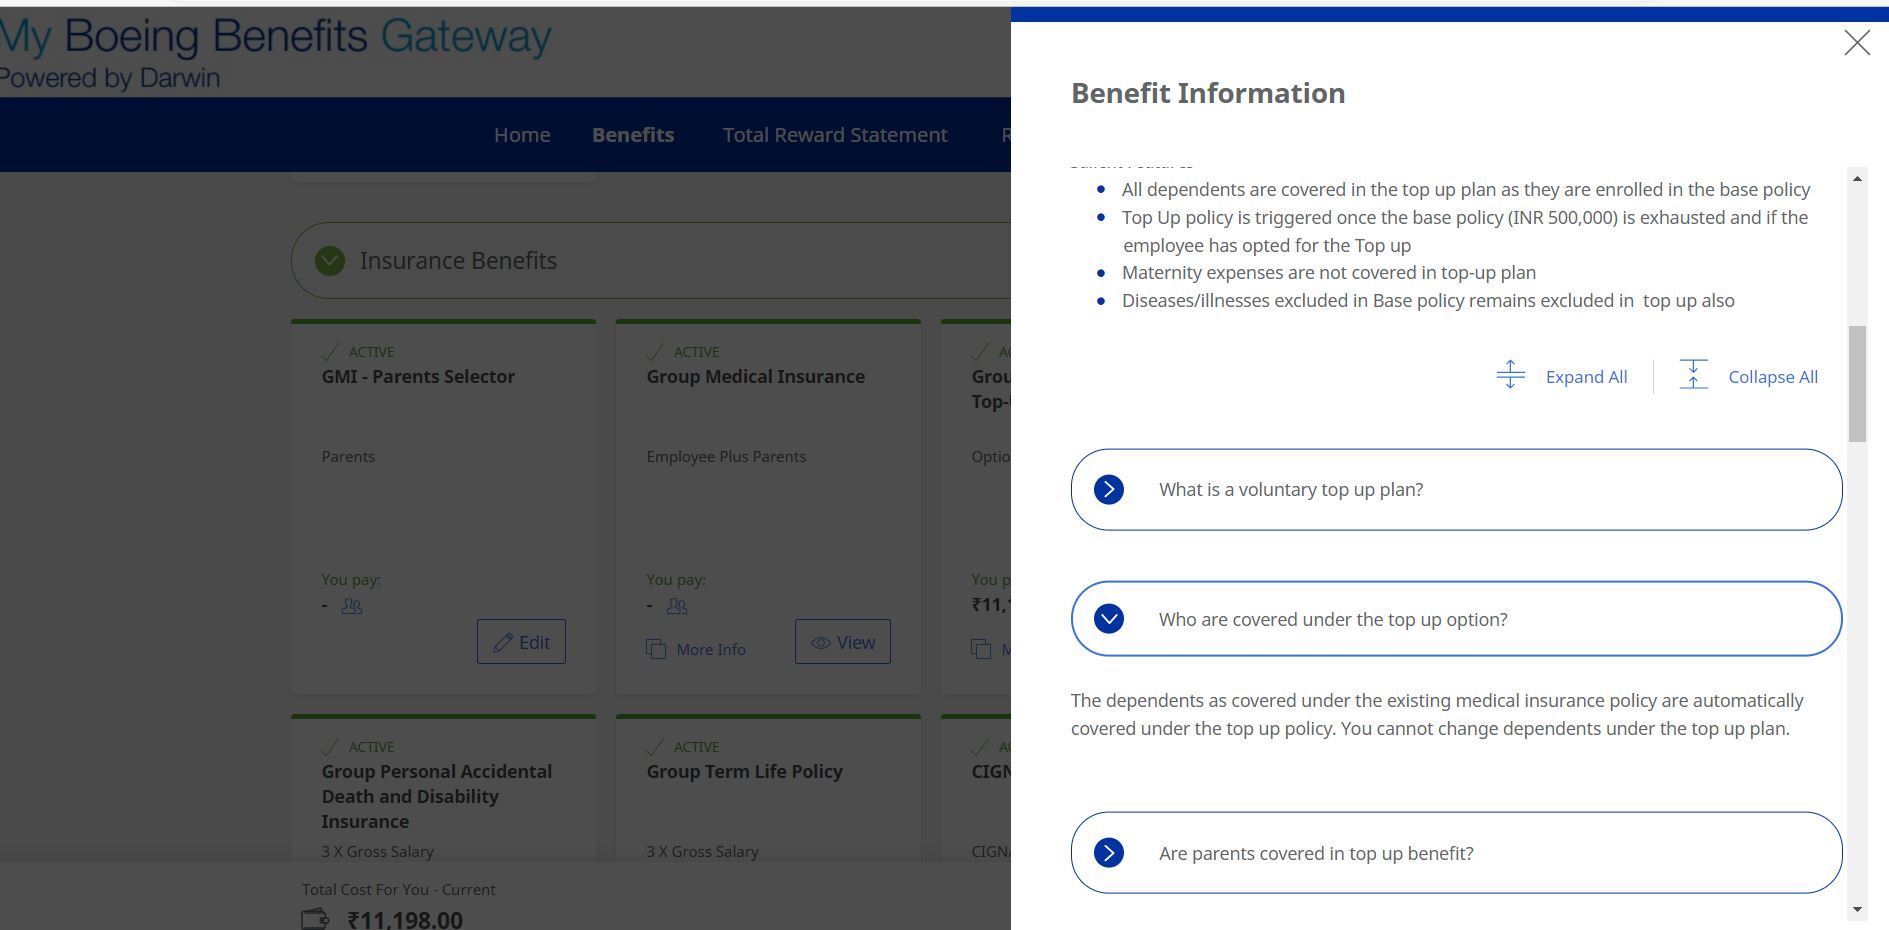 My Boeing Benefits Gateway
Powered by Darwin
Home Benefits Total Reward Statement R
Insurance Benefits
ACTIVE
GMI - Parents Selector
Parents
You pay:
-
Edit
ACTIVE
Group Medical Insurance
Employee Plus Parents
You pay:
-
More Info
View
A
Grou
Top-
Optio
You p
₹11,
M
ACTIVE
Group Personal Accidental
Death and Disability
Insurance
3 X Gross Salary
ACTIVE
Group Term Life Policy
3 X Gross Salary
A
CIGN
CIGNA
Total Cost For You - Current
₹11,198.00
Benefit Information
All dependents are covered in the top up plan as they are enrolled in the base policy
Top Up policy is triggered once the base policy (INR 500,000) is exhausted and if the
employee has opted for the Top up
Maternity expenses are not covered in top-up plan
Diseases/illnesses excluded in Base policy remains excluded in top up also
Expand All Collapse All
What is a voluntary top up plan?
Who are covered under the top up option?
The dependents as covered under the existing medical insurance policy are automatically
covered under the top up policy. You cannot change dependents under the top up plan.
Are parents covered in top up benefit?